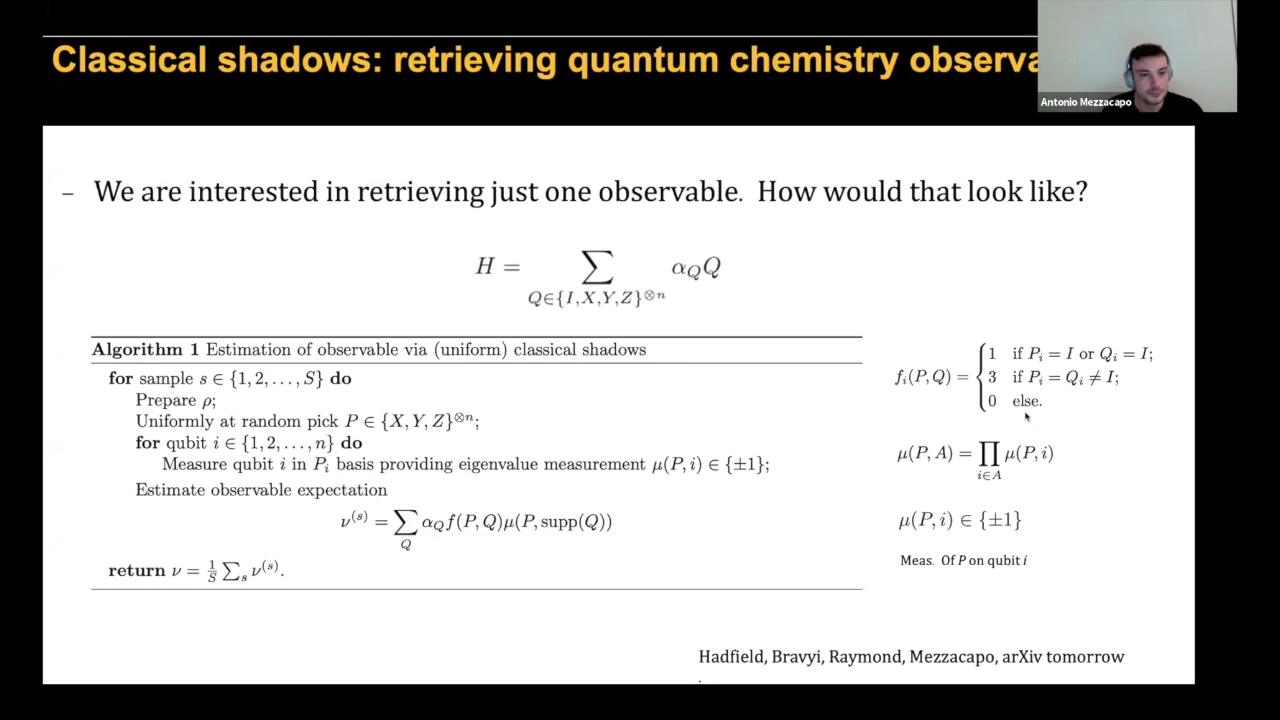 Classical shadows: retrieving quantum chemistry observa
Antonio Mezzacapo
– We are interested in retrieving just one observable. How would that look like?
H = ∑_{Q∈{I,X,Y,Z}^{⊗n}} α_Q Q
Algorithm 1 Estimation of observable via (uniform) classical shadows
for sample s ∈ {1, 2, . . . , S} do
Prepare ρ;
Uniformly at random pick P ∈ {X, Y, Z}^{⊗n};
for qubit i ∈ {1, 2, . . . , n} do
Measure qubit i in P_i basis providing eigenvalue measurement μ(P, i) ∈ {±1};
Estimate observable expectation
ν^{(s)} = ∑_Q α_Q f(P, Q)μ(P, supp(Q))
return ν = 1/S ∑_s ν^{(s)}.
f_i(P, Q) = {
1 if P_i = I or Q_i = I;
3 if P_i = Q_i ≠ I;
0 else.
μ(P, A) = ∏_{i∈A} μ(P, i)
μ(P, i) ∈ {±1}
Meas. Of P on qubit i
Hadfield, Bravyi, Raymond, Mezzacapo, arXiv tomorrow